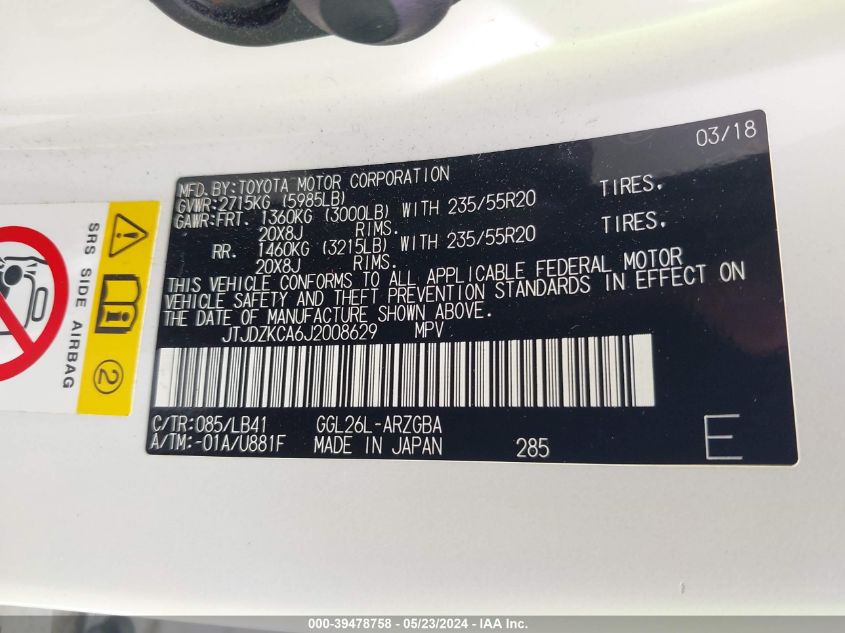 03/18
MFD.BY:TOYOTA MOTOR CORPORATION
GVWR:2715KG (5985LB)
GAWR:FRT. 1360KG (3000LB) WITH 235/55R20 TIRES.
20X8J RIMS.
RR. 1460KG (3215LB) WITH 235/55R20 TIRES.
20X8J RIMS.
THIS VEHICLE CONFORMS TO ALL APPLICABLE FEDERAL MOTOR
VEHICLE SAFETY AND THEFT PREVENTION STANDARDS IN EFFECT ON
THE DATE OF MANUFACTURE SHOWN ABOVE.
JTJDZKCA6J2008629 MPV
C/TR:085/LB41 GGL26L-ARZGBA
A/TM:-01A/U881F MADE IN JAPAN 285 E
SRS SIDE AIRBAG
2
000-39478758 - 05/23/2024 - IAA Inc.